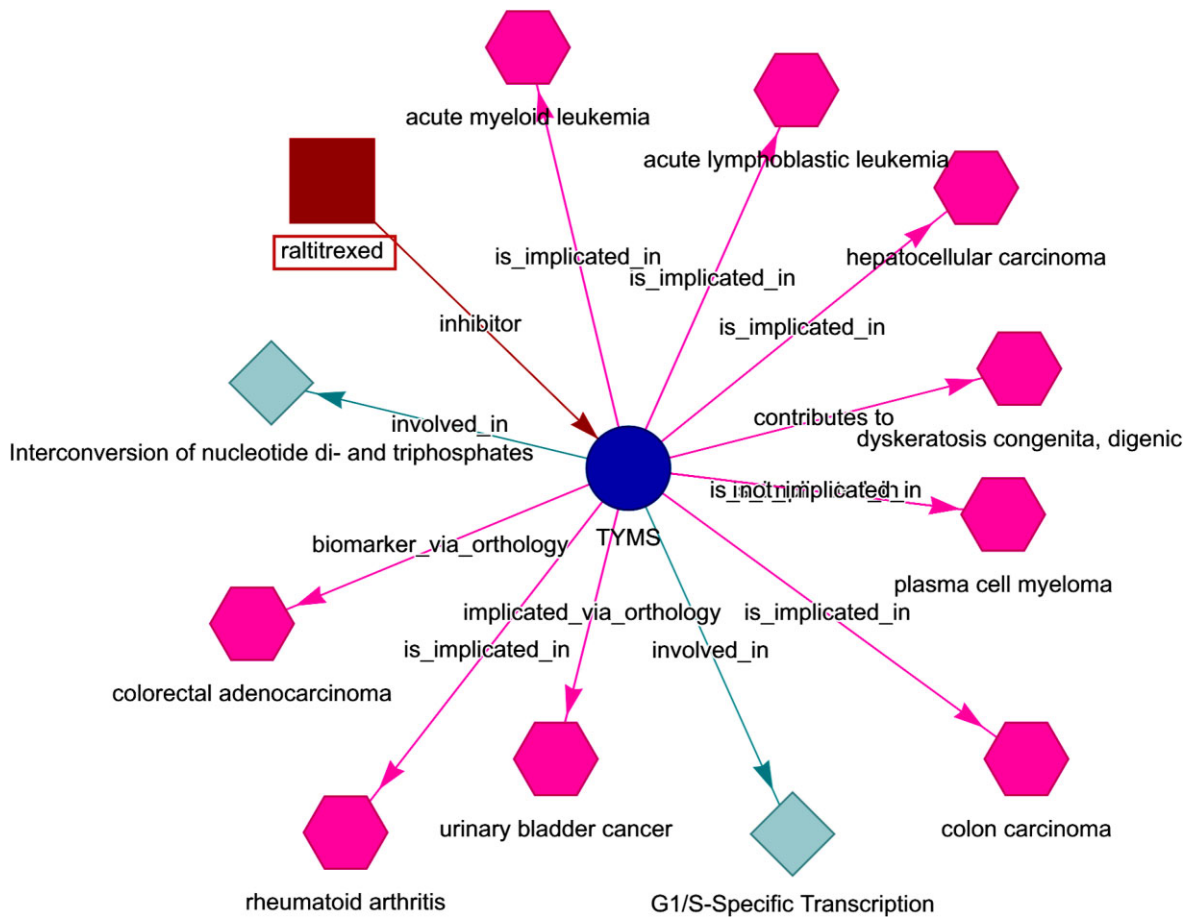 acute myeloid leukemia
acute lymphoblastic leukemia
raltitrexed
hepatocellular carcinoma
is_implicated_in
is_implicated_in
inhibitor
is_implicated_in
contributes to
involved_in
dyskeratosis congenita, digenic
Interconversion of nucleotide di- and triphosphates
TYMS
biomarker_via_orthology
plasma cell myeloma
implicated_via_orthology
is_implicated_in
is_implicated_in
involved_in
colorectal adenocarcinoma
urinary bladder cancer
colon carcinoma
rheumatoid arthritis
G1/S-Specific Transcription